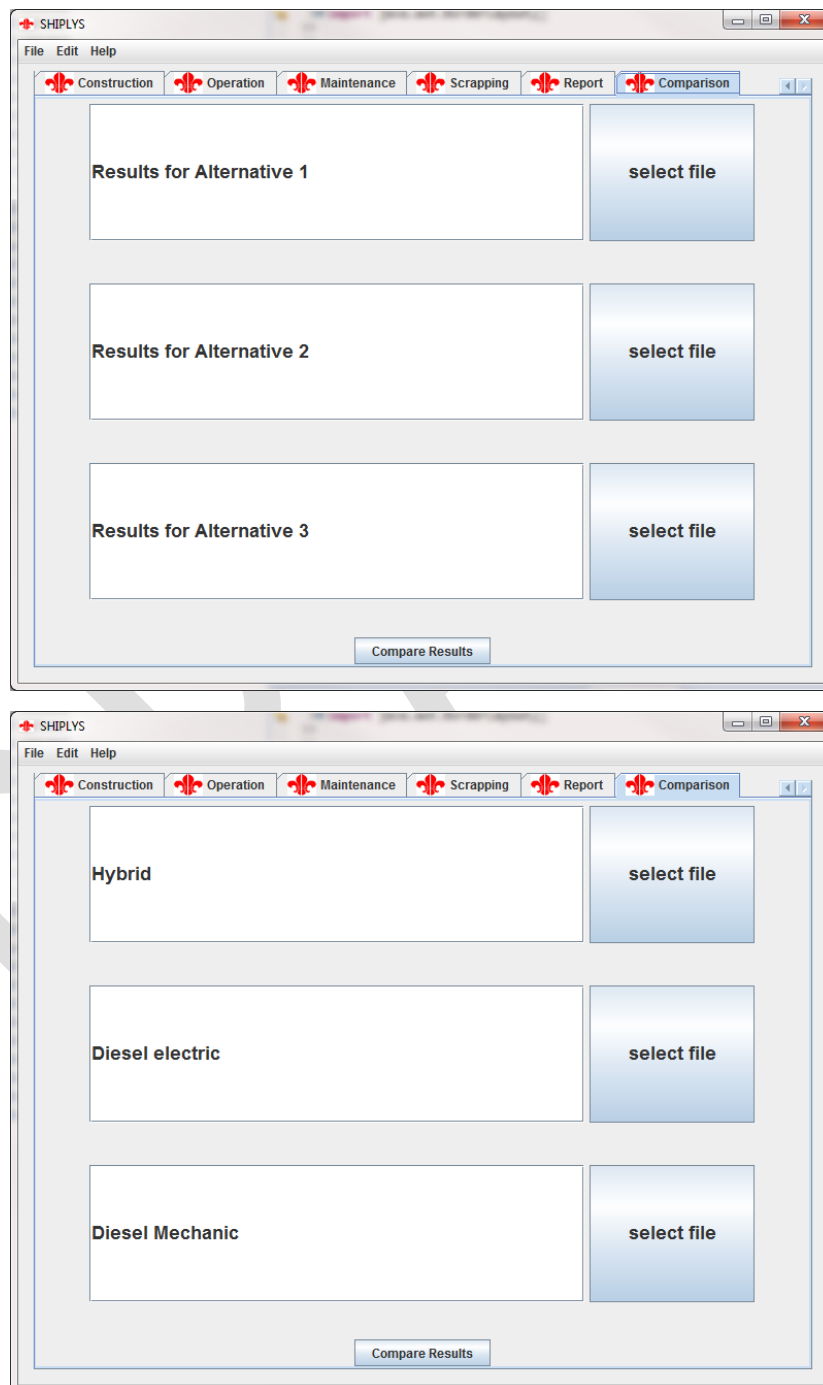 SHIPLYS
File Edit Help
Construction Operation Maintenance Scrapping Report Comparison
Results for Alternative 1 select file
Results for Alternative 2 select file
Results for Alternative 3 select file
Compare Results
SHIPLYS
File Edit Help
Construction Operation Maintenance Scrapping Report Comparison
Hybrid select file
Diesel electric select file
Diesel Mechanic select file
Compare Results